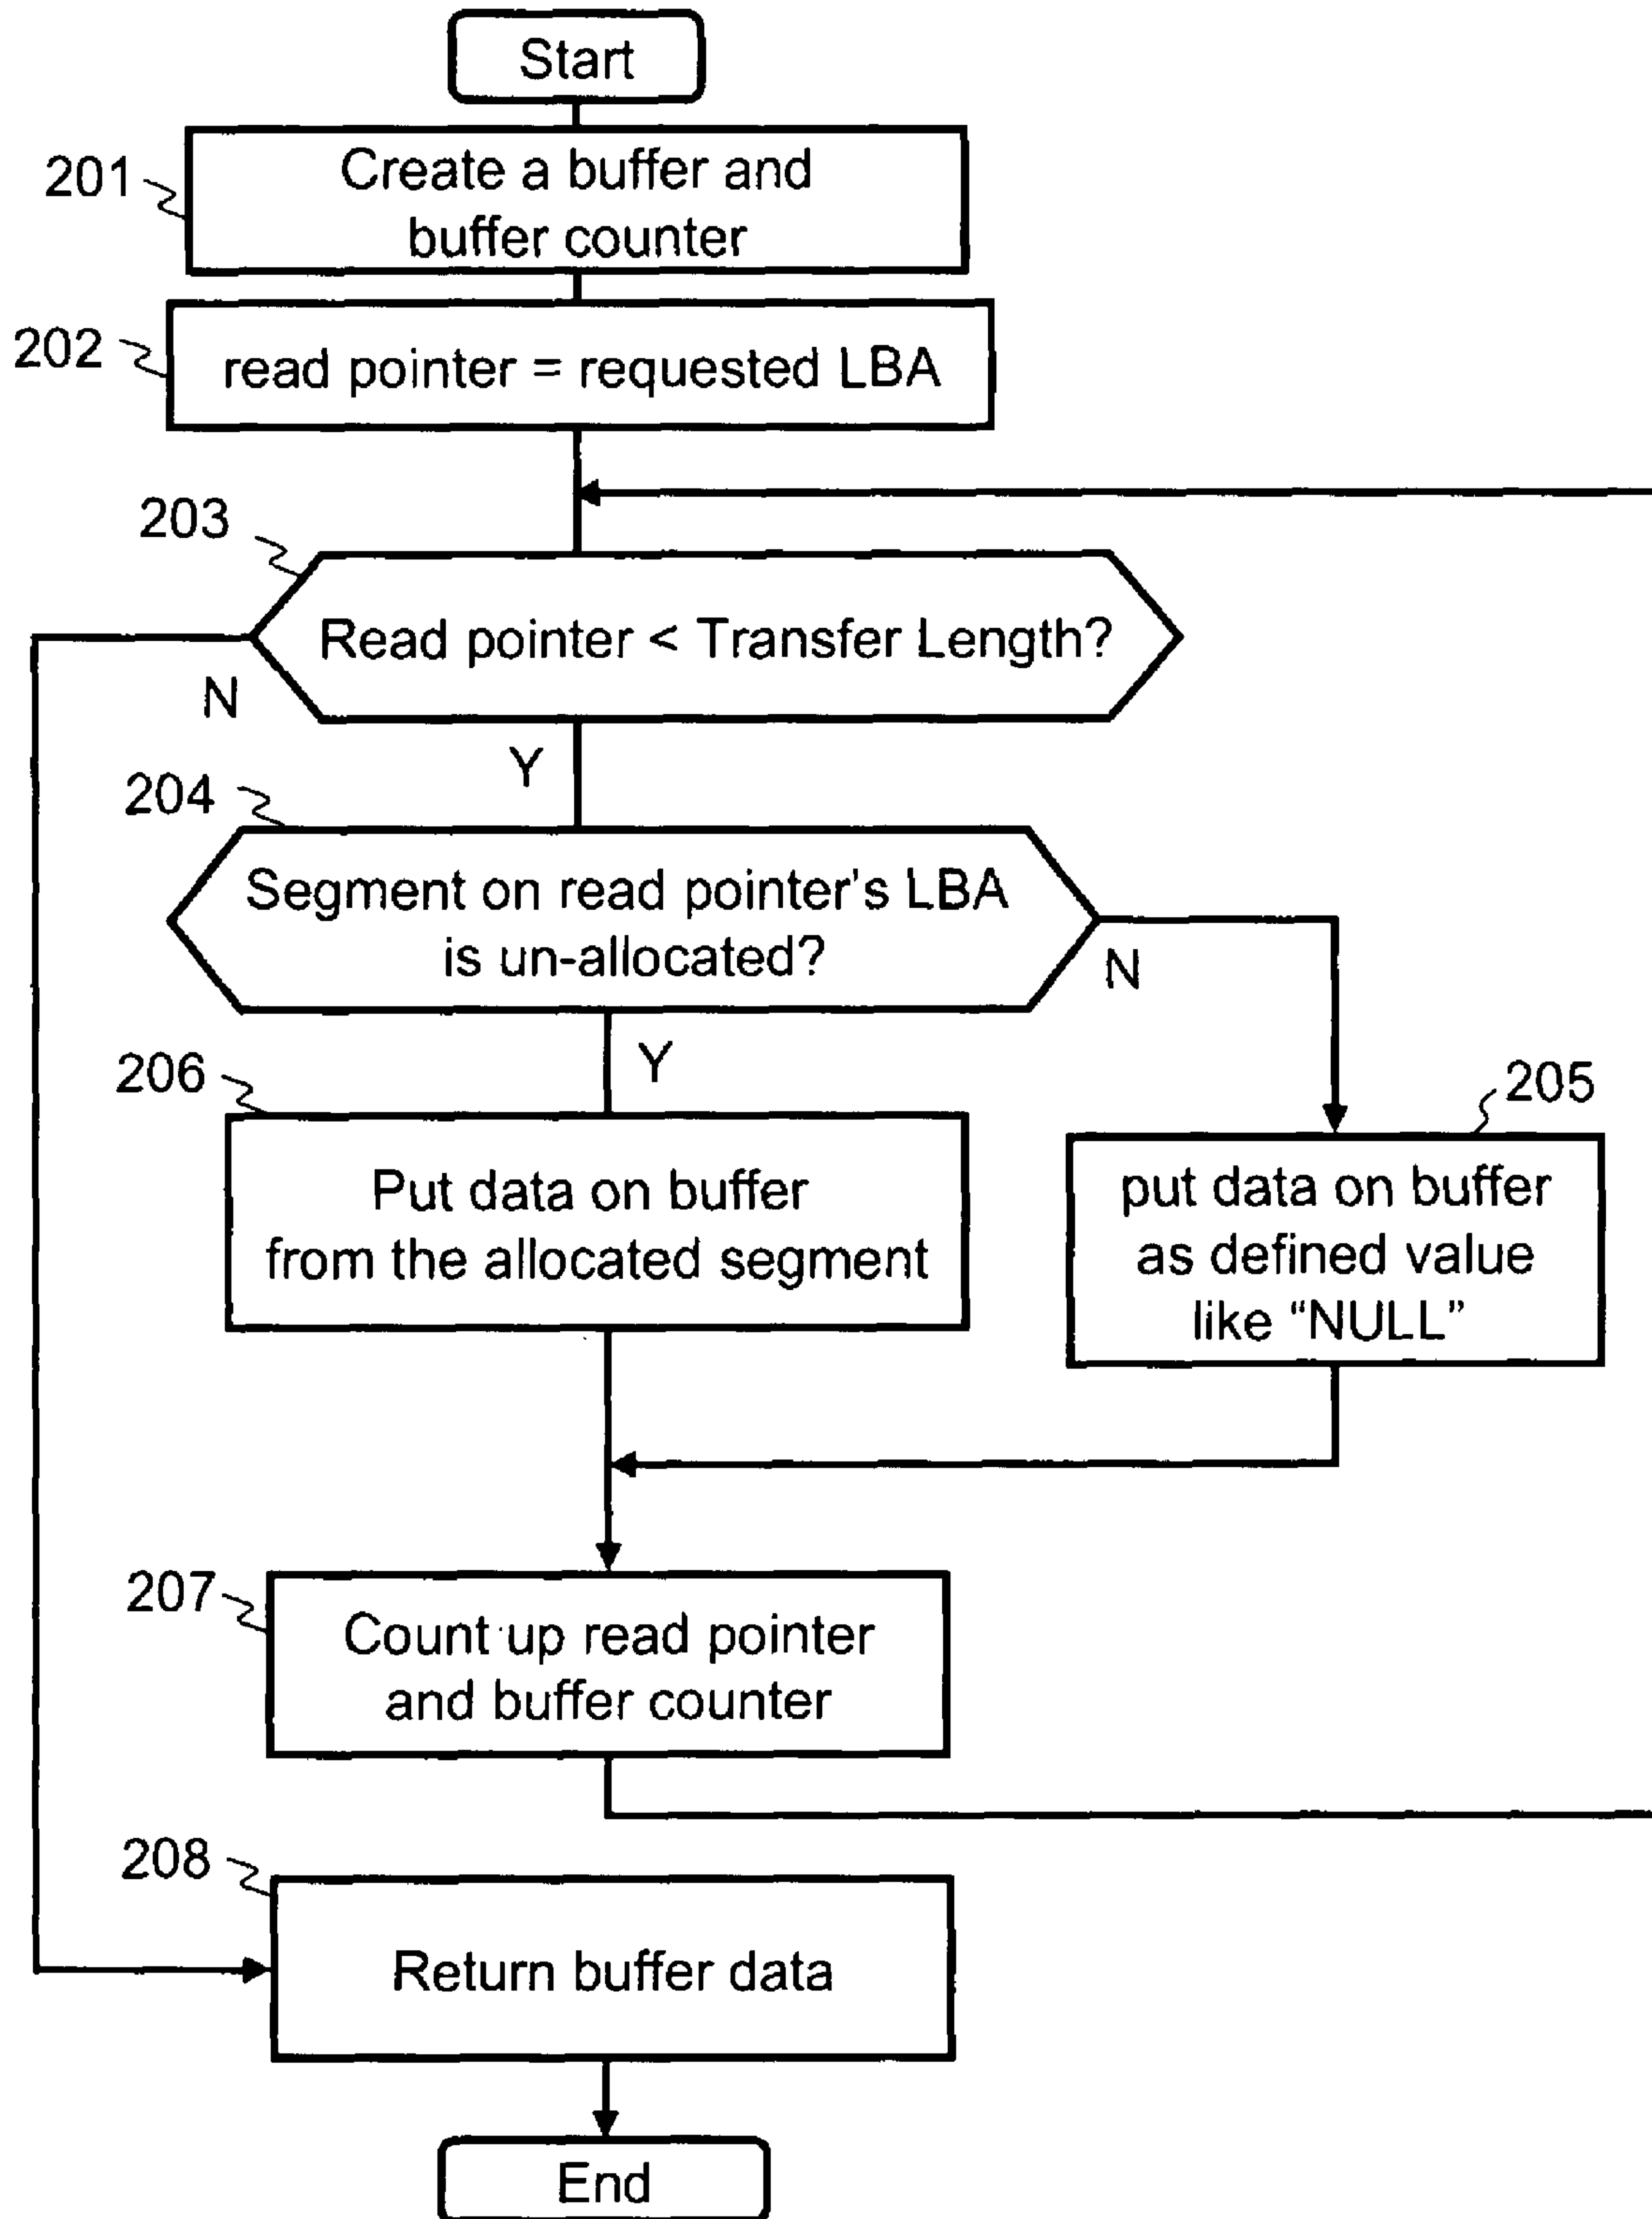 Start
201
Create a buffer and
buffer counter
202
read pointer = requested LBA
203
Read pointer < Transfer Length?
N
Y
204
Segment on read pointer's LBA
is un-allocated?
N
Y
206
205
Put data on buffer
from the allocated segment
put data on buffer
as defined value
like “NULL”
207
Count up read pointer
and buffer counter
208
Return buffer data
End